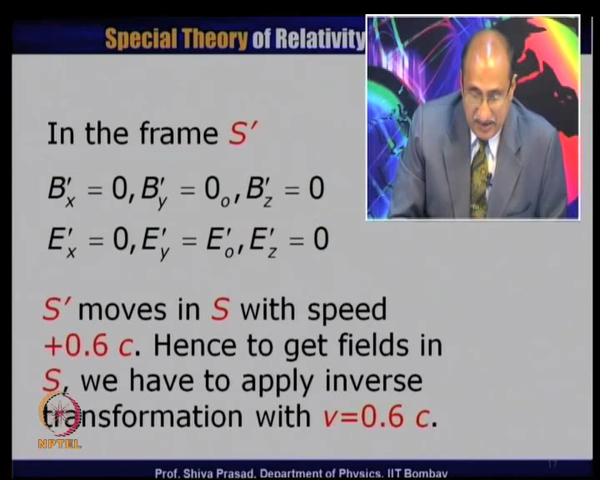 Special Theory of Relativity
In the frame S′
B′x = 0, B′y = 0o, B′z = 0
E′x = 0, E′y = E′o, E′z = 0
S′ moves in S with speed
+0.6 c. Hence to get fields in
S, we have to apply inverse
transformation with v=0.6 c.
NPTEL
Prof. Shiva Prasad, Department of Physics, IIT Bombay
17